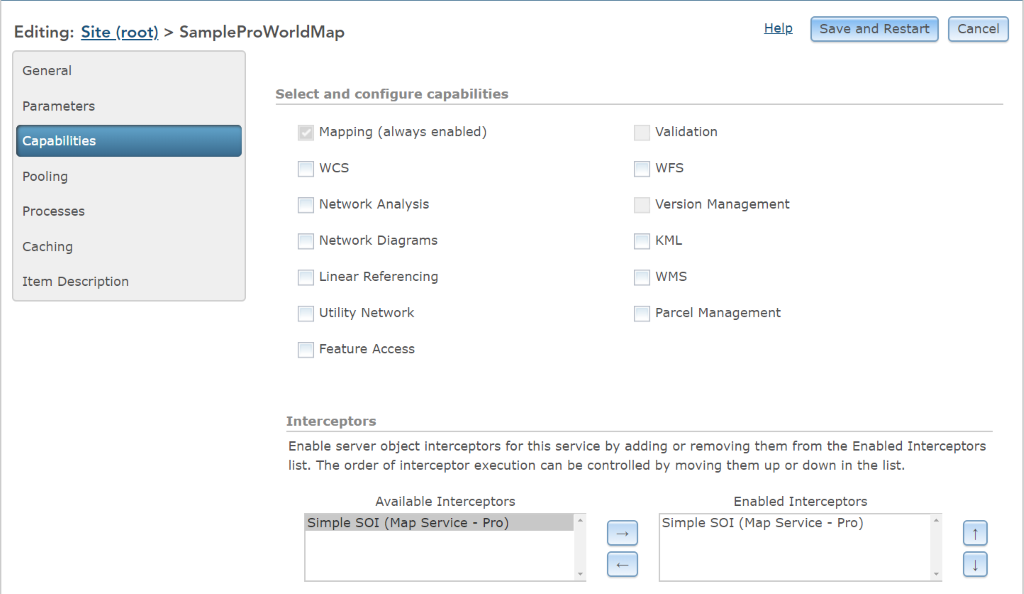 Editing: Site (root) > SampleProWorldMap
Help
Save and Restart
Cancel
General
Parameters
Capabilities
Pooling
Processes
Caching
Item Description
Select and configure capabilities
Mapping (always enabled)
Validation
WCS
WFS
Network Analysis
Version Management
Network Diagrams
KML
Linear Referencing
WMS
Utility Network
Parcel Management
Feature Access
Interceptors
Enable server object interceptors for this service by adding or removing them from the Enabled Interceptors
list. The order of interceptor execution can be controlled by moving them up or down in the list.
Available Interceptors
Enabled Interceptors
Simple SOI (Map Service - Pro)
Simple SOI (Map Service - Pro)
→
←
↑
↓